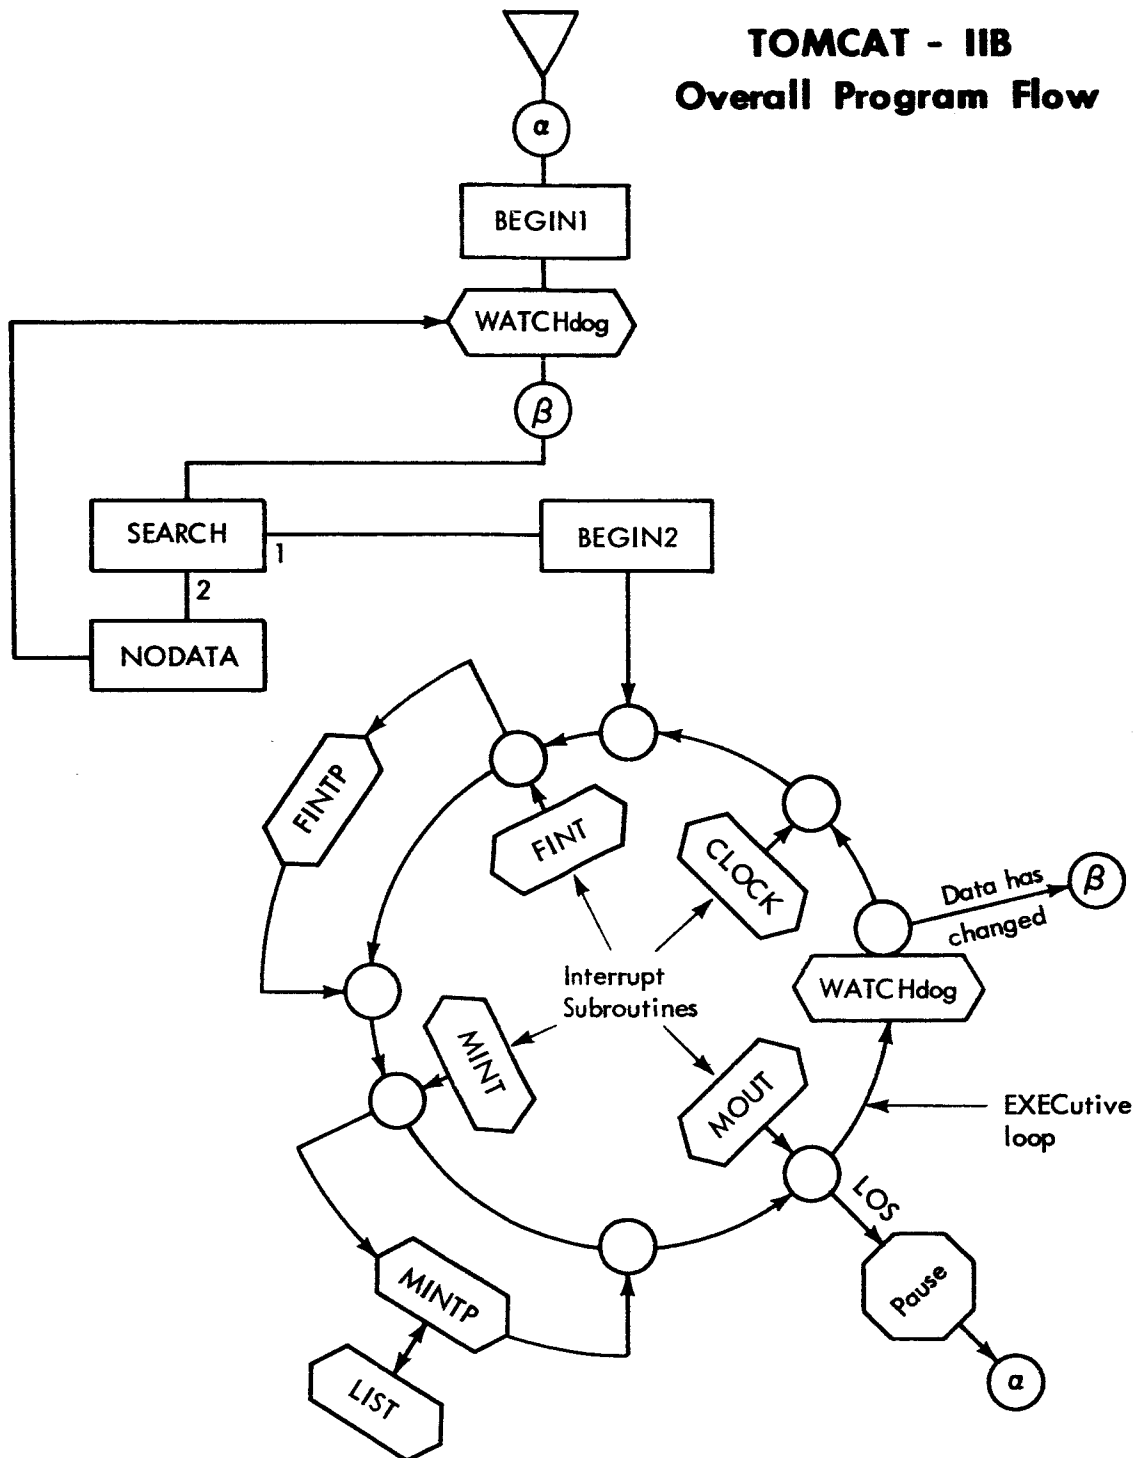 TOMCAT - IIB
Overall Program Flow
α
BEGIN1
WATCHdog
β
SEARCH
1
BEGIN2
2
NODATA
FINTP
FINT
CLOCK
Data has
changed
β
Interrupt
Subroutines
WATCHdog
MINT
MOUT
EXECutive
loop
LOS
Pause
MINTP
LIST
α